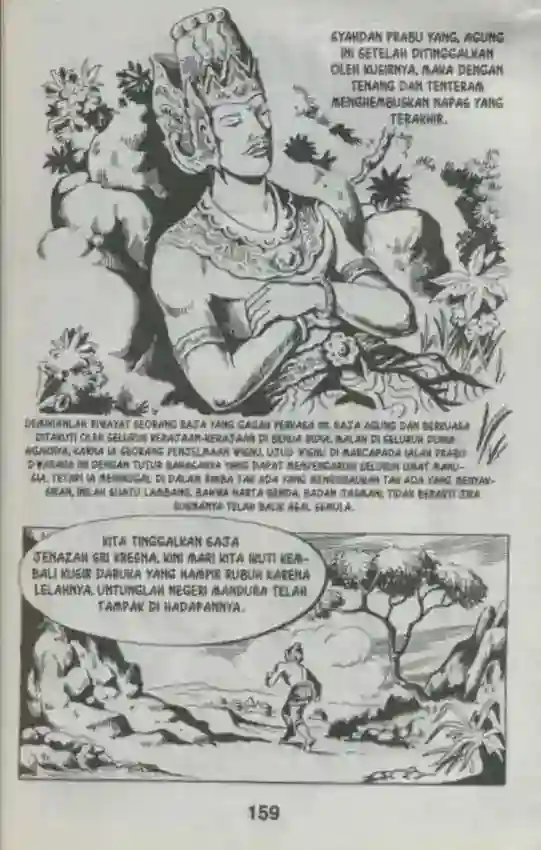 SYAHDAN PRABU YANG, AGUNG
INI SETELAH DITINGGALKAN
OLEH KUSIRNYA, MAKA DENGAN
TENANG DAN TENTERAM
MENGHEMBUSKAN NAPAS YANG
TERAKHIR.
DEMIKIANLAH RIWAYAT SEORANG RAJA YANG GAGAH PERKASA INI. RAJA AGUNG DAN BERKUASA
DITAKUTI OLEH SELURUH KERAJAAN-KERAJAAN DI BENUA MALAH DI SELURUH DUNIA
KARNA IA SEORANG PENJELMAAN WISNU. WISNU DI MARCAPADA IALAH PRABU
DWARAKA INI DENGAN TUTUR BAHASANYA YANG DAPAT MEMPENGARUHI SELURUH UMAT MANU-
SIA. TETAPI IA MENINGGAL DI DALAM RIMBA TAK ADA YANG TAK ADA YANG MENYAK-
SIKAN, INILAH SUATU LAMBANG, BAHWA HARTA BENDA, BADAN JASMANI, TIDAK BERARTI JIKA
SUKMANYA TELAH BALIK ASAL SEMULA.
KITA TINGGALKAN SAJA
JENAZAH SRI KRESNA, KINI MARI KITA IKUTI KEM-
BALI KUSIR DARUKA YANG HAMPIR RUBUH KARENA
LELAHNYA. UNTUNGLAH NEGERI MANDURA TELAH
TAMPAK DI HADAPANNYA.
159